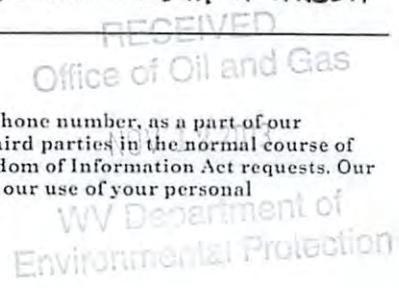 RECEIVED
Office of Oil and Gas
hone number, as a part of our
hird parties in the normal course of
dom of Information Act requests. Our
our use of your personal
WV Department of
Environmental Protection